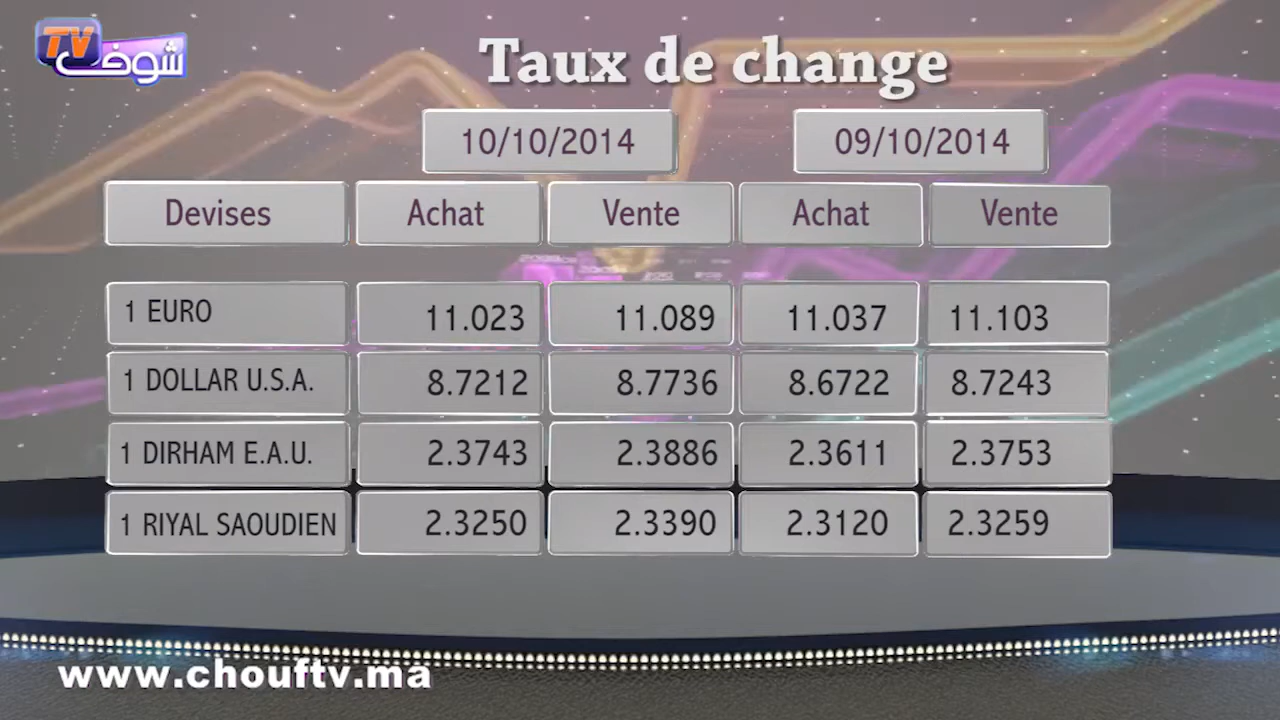 TV
شوف
Taux de change
10/10/2014 09/10/2014
Devises Achat Vente Achat Vente
1 EURO 11.023 11.089 11.037 11.103
1 DOLLAR U.S.A. 8.7212 8.7736 8.6722 8.7243
1 DIRHAM E.A.U. 2.3743 2.3886 2.3611 2.3753
1 RIYAL SAOUDIEN 2.3250 2.3390 2.3120 2.3259
www.chouftv.ma